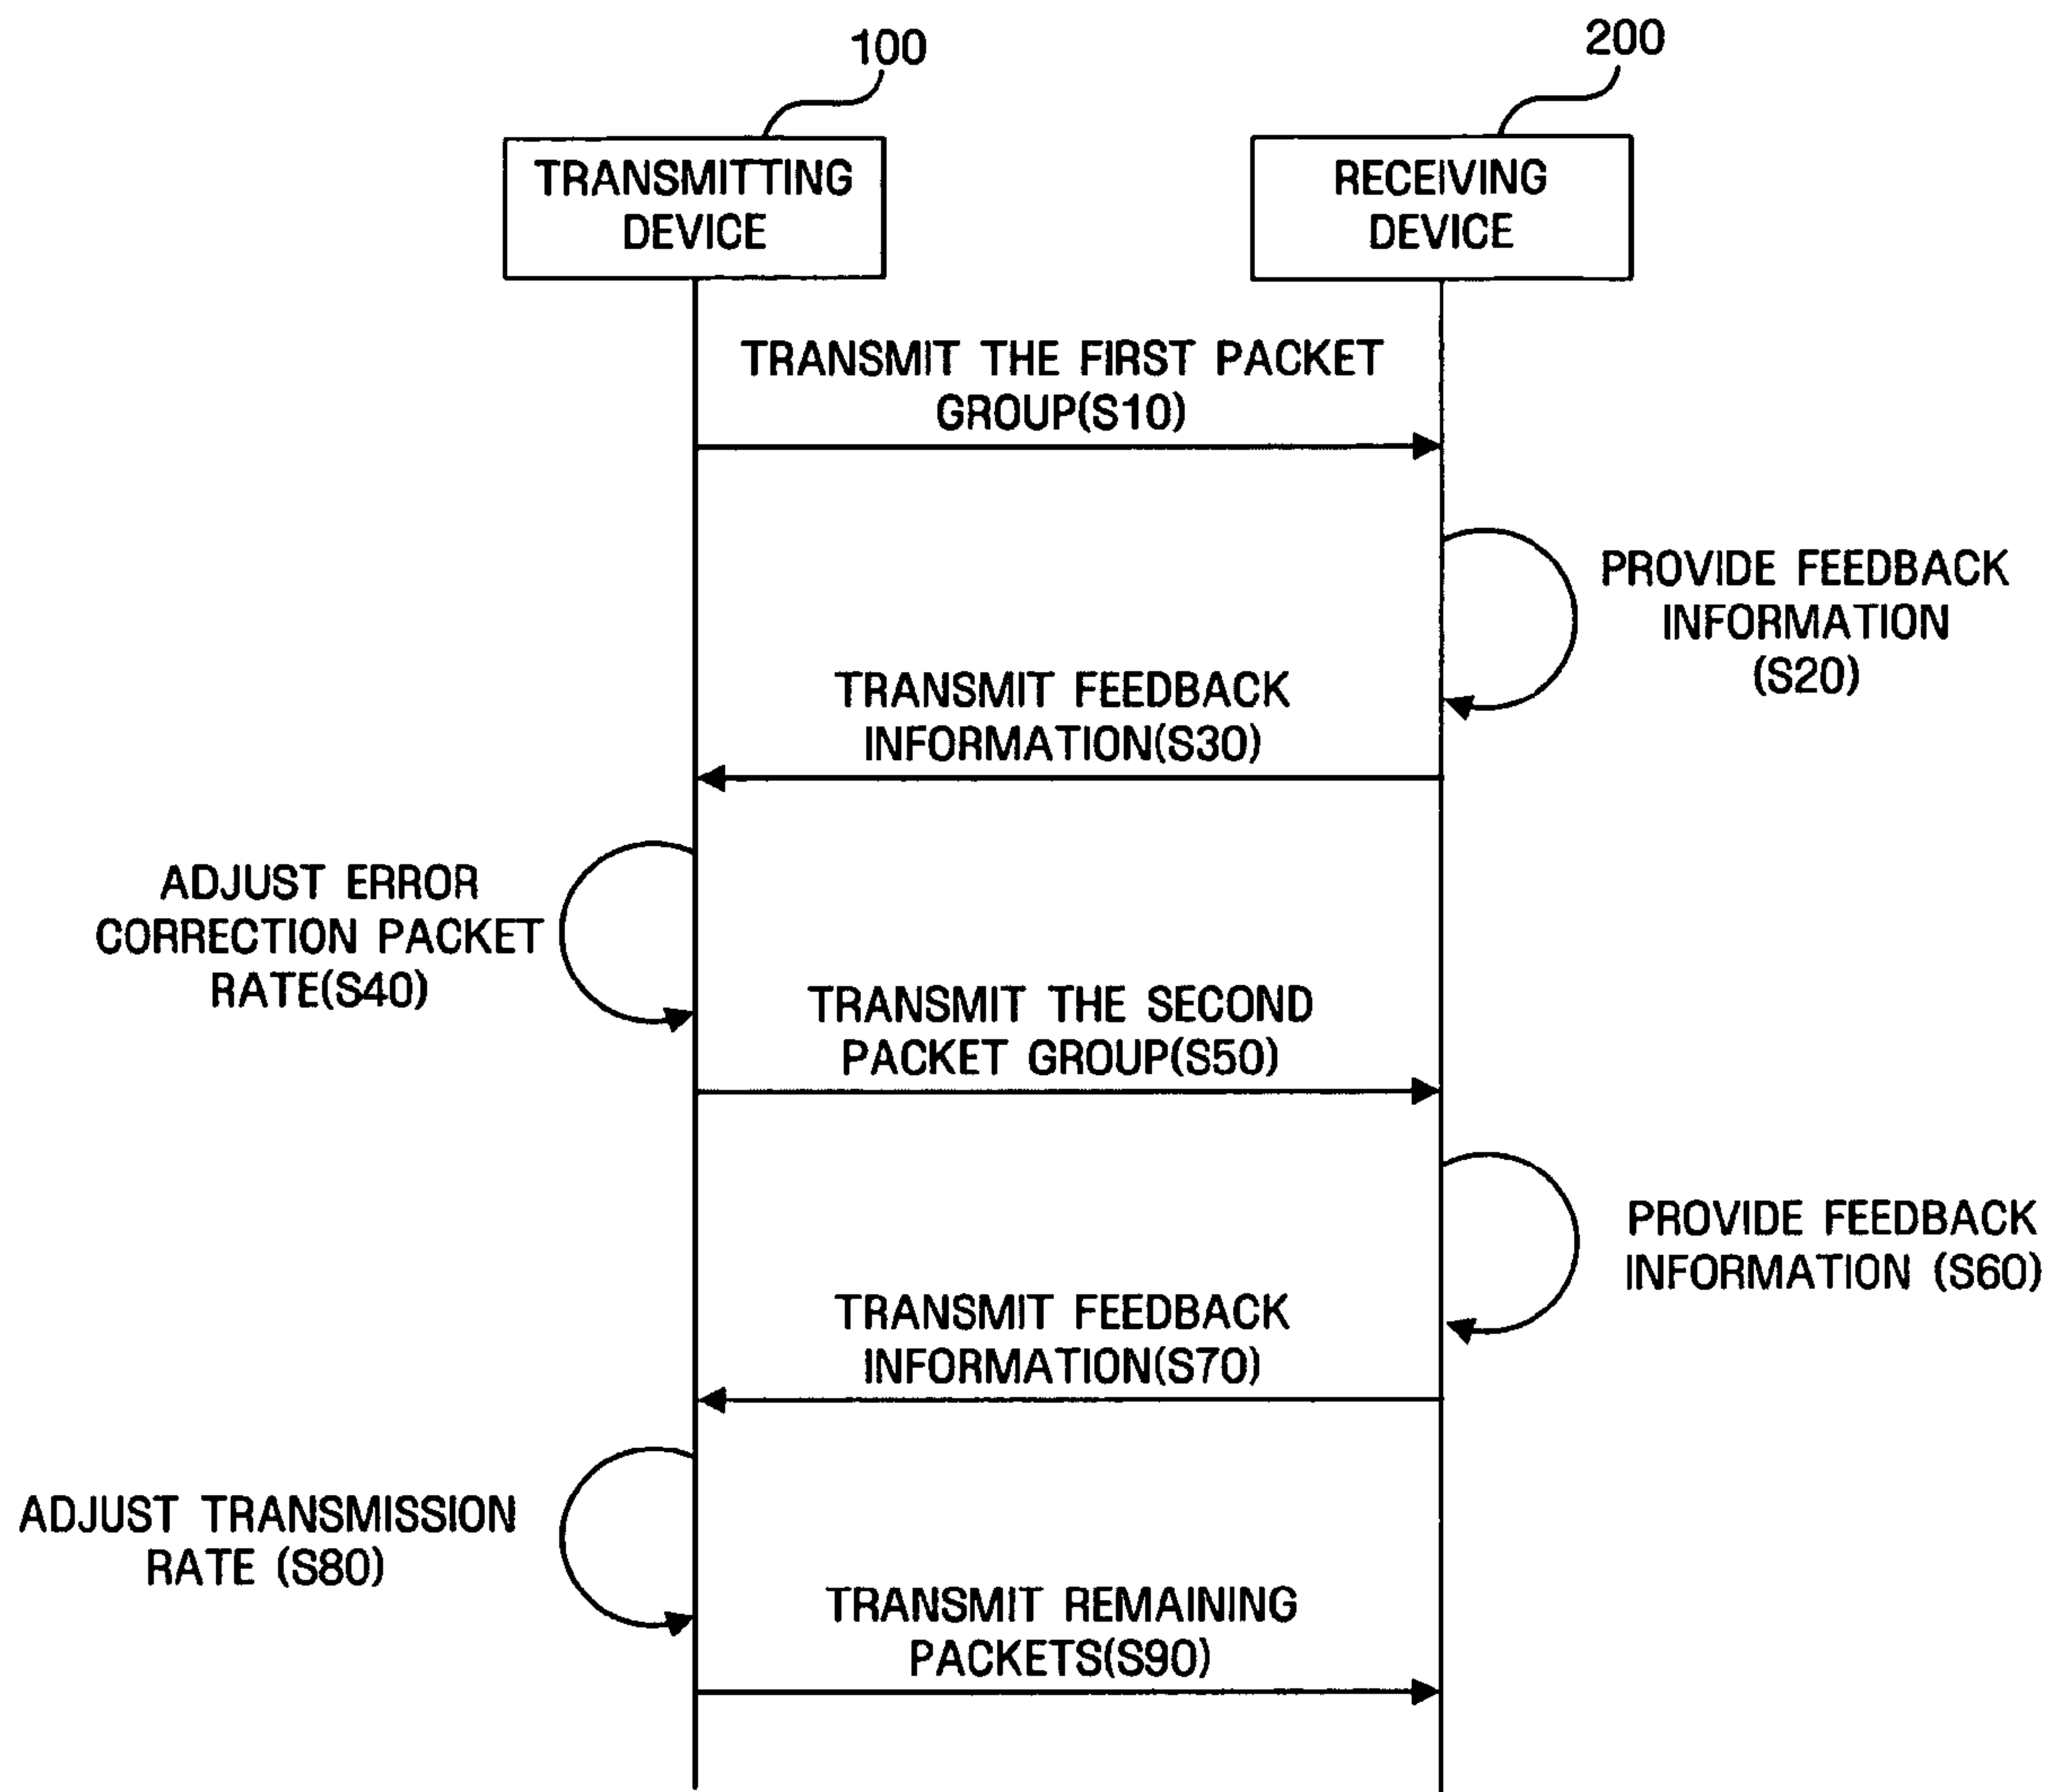 100
200
TRANSMITTING
DEVICE
RECEIVING
DEVICE
TRANSMIT THE FIRST PACKET
GROUP(S10)
PROVIDE FEEDBACK
INFORMATION
(S20)
TRANSMIT FEEDBACK
INFORMATION(S30)
ADJUST ERROR
CORRECTION PACKET
RATE(S40)
TRANSMIT THE SECOND
PACKET GROUP(S50)
PROVIDE FEEDBACK
INFORMATION (S60)
TRANSMIT FEEDBACK
INFORMATION(S70)
ADJUST TRANSMISSION
RATE (S80)
TRANSMIT REMAINING
PACKETS(S90)